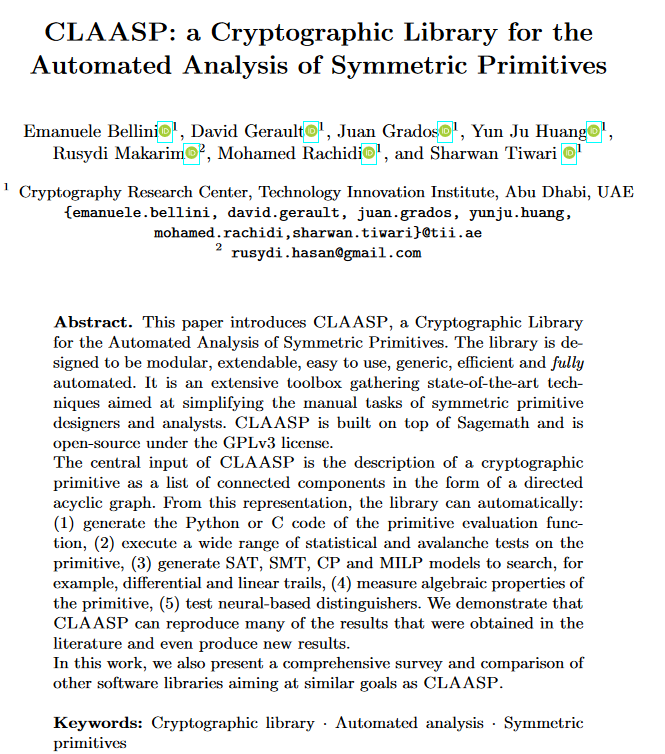 CLAASP: a Cryptographic Library for the
Automated Analysis of Symmetric Primitives
Emanuele Bellini iD 1, David Gerault iD 1, Juan Grados iD 1, Yun Ju Huang iD 1,
Rusydi Makarim iD 2, Mohamed Rachidi iD 1, and Sharwan Tiwari iD 1
1 Cryptography Research Center, Technology Innovation Institute, Abu Dhabi, UAE
{emanuele.bellini, david.gerault, juan.grados, yunju.huang,
mohamed.rachidi,sharwan.tiwari}@tii.ae
2 rusydi.hasan@gmail.com
Abstract. This paper introduces CLAASP, a Cryptographic Library
for the Automated Analysis of Symmetric Primitives. The library is de-
signed to be modular, extendable, easy to use, generic, efficient and fully
automated. It is an extensive toolbox gathering state-of-the-art tech-
niques aimed at simplifying the manual tasks of symmetric primitive
designers and analysts. CLAASP is built on top of Sagemath and is
open-source under the GPLv3 license.
The central input of CLAASP is the description of a cryptographic
primitive as a list of connected components in the form of a directed
acyclic graph. From this representation, the library can automatically:
(1) generate the Python or C code of the primitive evaluation func-
tion, (2) execute a wide range of statistical and avalanche tests on the
primitive, (3) generate SAT, SMT, CP and MILP models to search, for
example, differential and linear trails, (4) measure algebraic properties of
the primitive, (5) test neural-based distinguishers. We demonstrate that
CLAASP can reproduce many of the results that were obtained in the
literature and even produce new results.
In this work, we also present a comprehensive survey and comparison of
other software libraries aiming at similar goals as CLAASP.
Keywords: Cryptographic library · Automated analysis · Symmetric
primitives